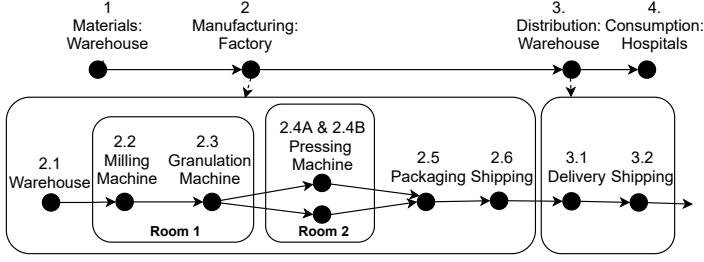 1
Materials:
Warehouse
2
Manufacturing:
Factory
3.
Distribution:
Warehouse
4.
Consumption:
Hospitals
2.1
Warehouse
2.2
Milling
Machine
2.3
Granulation
Machine
Room 1
2.4A & 2.4B
Pressing
Machine
Room 2
2.5
Packaging
2.6
Shipping
3.1
Delivery
3.2
Shipping